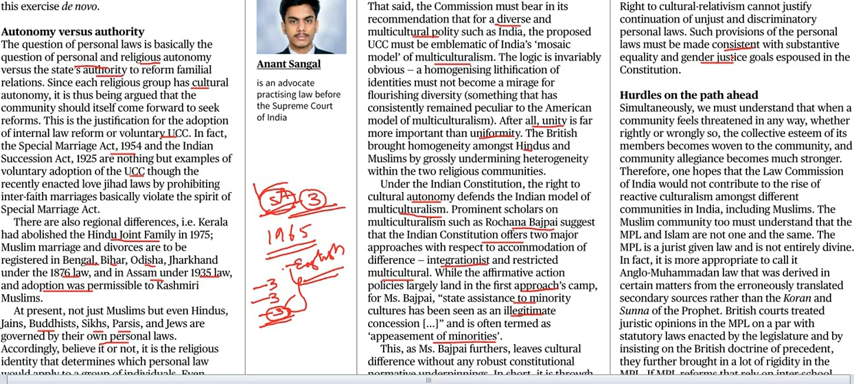 this exercise de novo.
Autonomy versus authority
The question of personal laws is basically the
question of personal and religious autonomy
versus the state's authority to reform familial
relations. Since each religious group has cultural
autonomy, it is thus being argued that the
community should itself come forward to seek
reforms. This is the justification for the adoption
of internal law reform or voluntary UCC. In fact,
the Special Marriage Act, 1954 and the Indian
Succession Act, 1925 are nothing but examples of
voluntary adoption of the UCC though the
recently enacted love jihad laws by prohibiting
inter-faith marriages basically violate the spirit of
Special Marriage Act.
There are also regional differences, i.e. Kerala
had abolished the Hindu Joint Family in 1975;
Muslim marriage and divorces are to be
registered in Bengal, Bihar, Odisha, Jharkhand
under the 1876 law, and in Assam under 1935 law,
and adoption was permissible to Kashmiri
Muslims.
At present, not just Muslims but even Hindus,
Jains, Buddhists, Sikhs, Parsis, and Jews are
governed by their own personal laws.
Accordingly, believe it or not, it is the religious
identity that determines which personal law
would apply to a group of individuals. Even
Anant Sangal
is an advocate
practising law before
the Supreme Court
of India
3
1965
English
3
3
3
That said, the Commission must bear in its
recommendation that for a diverse and
multicultural polity such as India, the proposed
UCC must be emblematic of India's 'mosaic
model' of multiculturalism. The logic is invariably
obvious – a homogenising lithification of
identities must not become a mirage for
flourishing diversity (something that has
consistently remained peculiar to the American
model of multiculturalism). After all, unity is far
more important than uniformity. The British
brought homogeneity amongst Hindus and
Muslims by grossly undermining heterogeneity
within the two religious communities.
Under the Indian Constitution, the right to
cultural autonomy defends the Indian model of
multiculturalism. Prominent scholars on
multiculturalism such as Rochana Bajpai suggest
that the Indian Constitution offers two major
approaches with respect to accommodation of
difference – integrationist and restricted
multicultural. While the affirmative action
policies largely land in the first approach's camp,
for Ms. Bajpai, "state assistance to minority
cultures has been seen as an illegitimate
concession [...]" and is often termed as
'appeasement of minorities'.
This, as Ms. Bajpai furthers, leaves cultural
difference without any robust constitutional
normative underpinnings. In short, it is through
Right to cultural-relativism cannot justify
continuation of unjust and discriminatory
personal laws. Such provisions of the personal
laws must be made consistent with substantive
equality and gender justice goals espoused in the
Constitution.
Hurdles on the path ahead
Simultaneously, we must understand that when a
community feels threatened in any way, whether
rightly or wrongly so, the collective esteem of its
members becomes woven to the community, and
community allegiance becomes much stronger.
Therefore, one hopes that the Law Commission
of India would not contribute to the rise of
reactive culturalism amongst different
communities in India, including Muslims. The
Muslim community too must understand that the
MPL and Islam are not one and the same. The
MPL is a jurist given law and is not entirely divine.
In fact, it is more appropriate to call it
Anglo-Muhammadan law that was derived in
certain matters from the erroneously translated
secondary sources rather than the Koran and
Sunna of the Prophet. British courts treated
juristic opinions in the MPL on a par with
statutory laws enacted by the legislature and by
insisting on the British doctrine of precedent,
they further brought in a lot of rigidity in the
MPL. If MPL reforms that rely on inter-school